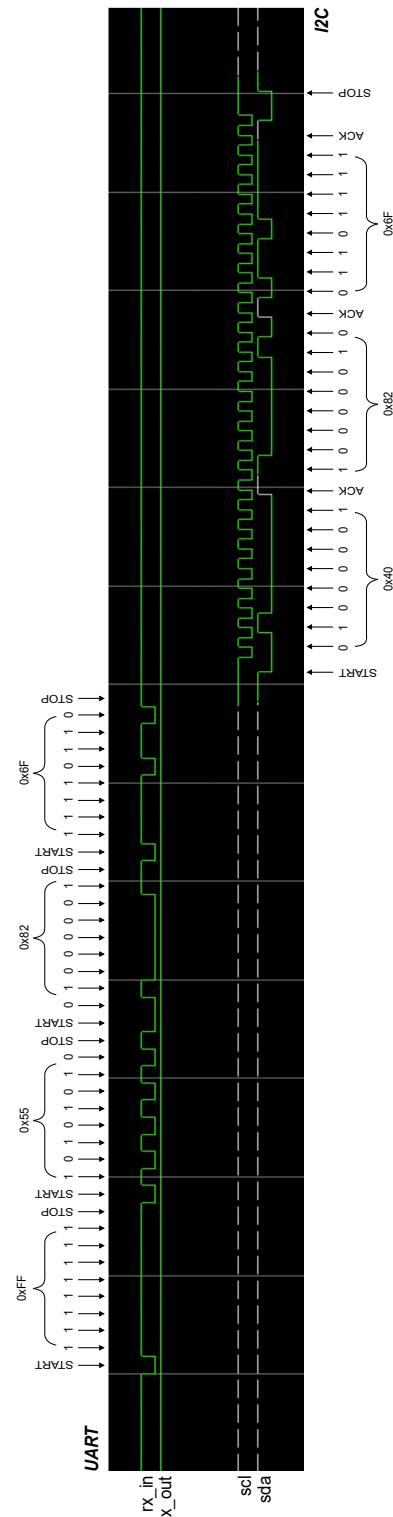 UART
0xFF 0x55 0x82 0x6F
START 1 1 1 1 1 1 1 1 STOP START 1 0 1 0 1 0 1 0 STOP START 0 1 0 0 0 0 0 1 STOP START 1 1 1 1 0 1 1 0 STOP
rx_in
x_out
scl
sda
START 0 1 0 0 0 0 0 1 ACK 1 0 0 0 0 0 1 0 ACK 0 1 1 0 1 1 1 1 ACK STOP
0x40 0x82 0x6F
I2C